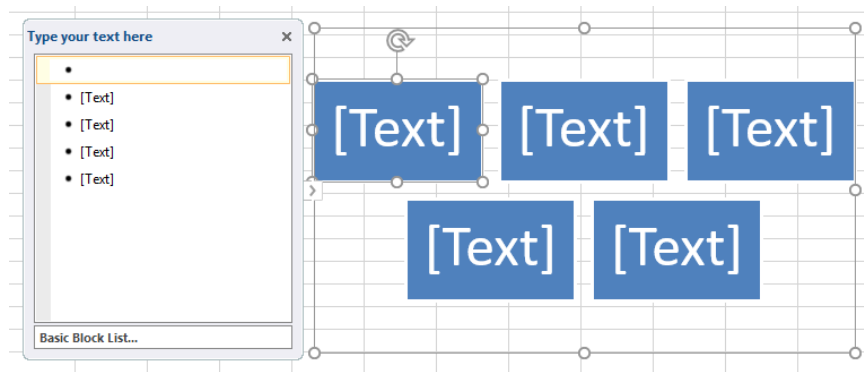 Type your text here
[Text]
[Text]
[Text]
[Text]
Basic Block List...
[Text] [Text] [Text]
[Text] [Text]